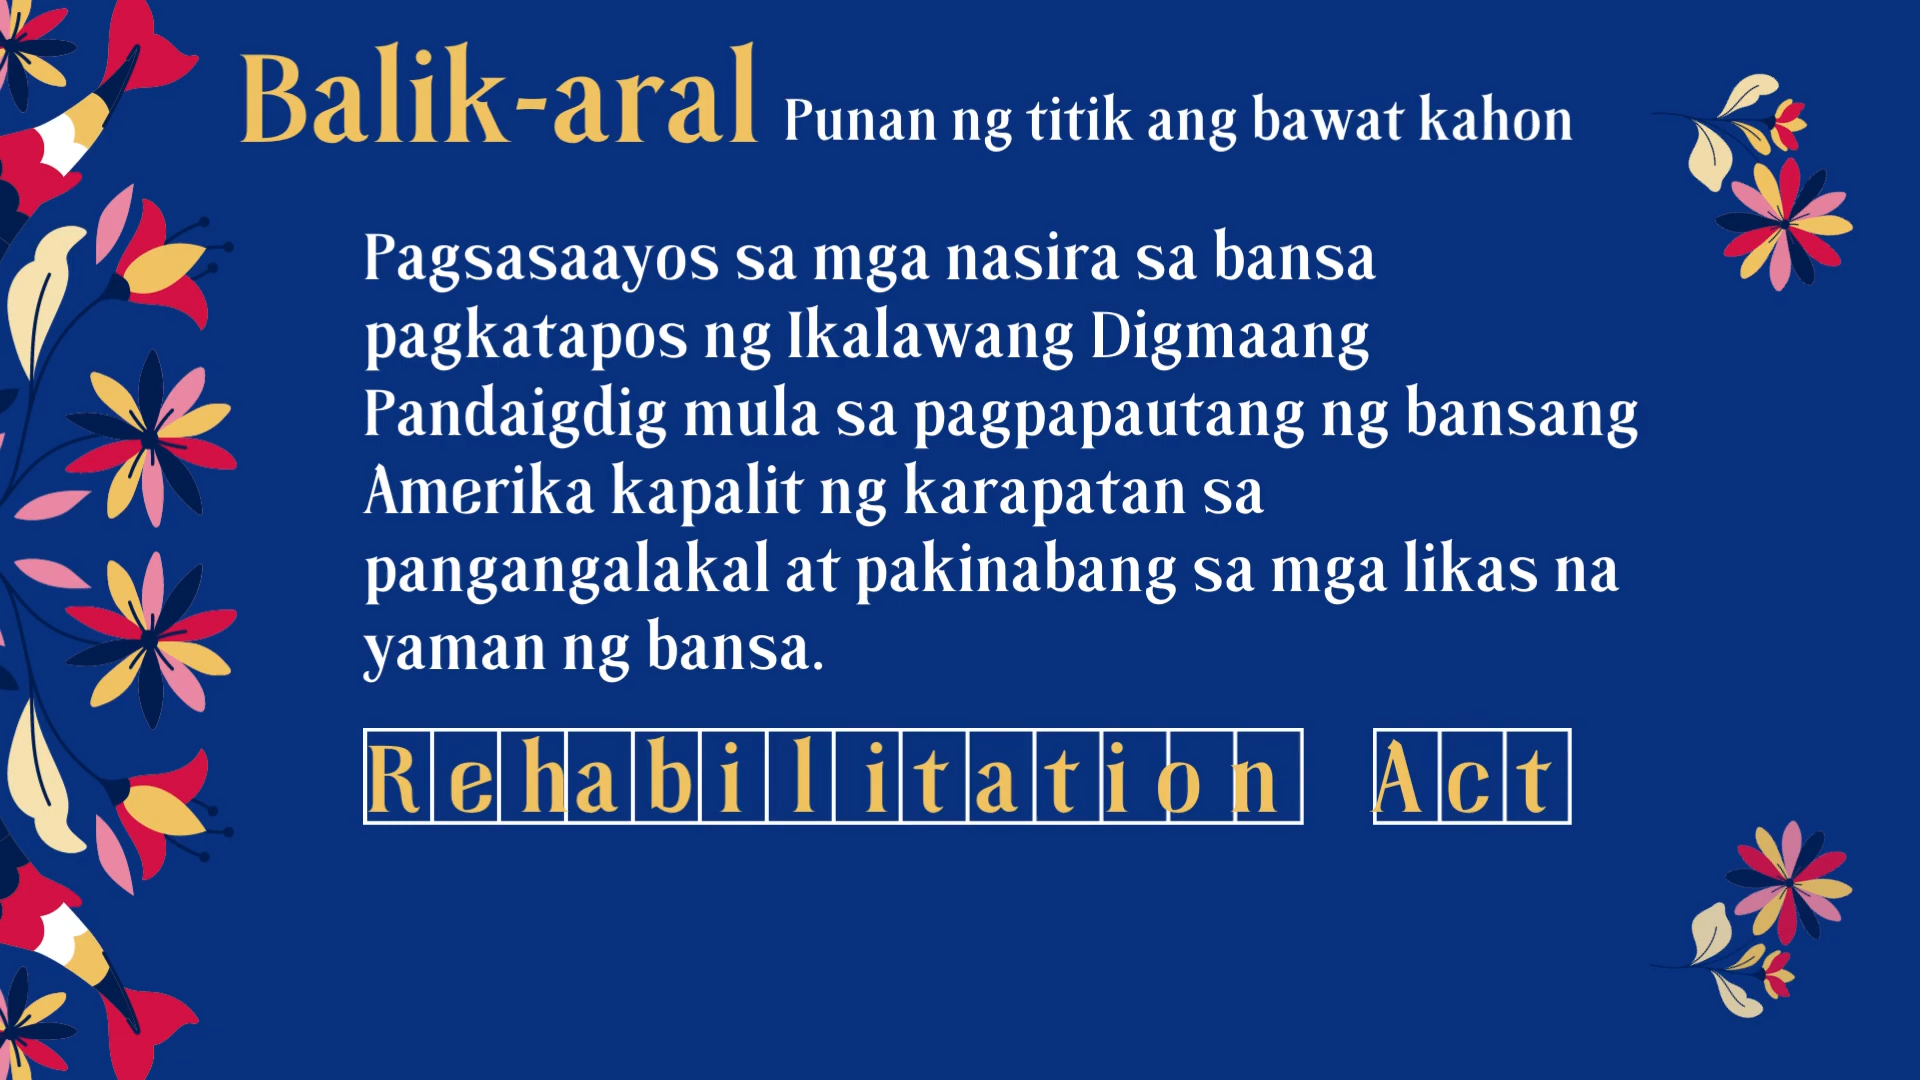 Balik-aral Punan ng titik ang bawat kahon
Pagsasaayos sa mga nasira sa bansa
pagkatapos ng Ikalawang Digmaang
Pandaigdig mula sa pagpapautang ng bansang
Amerika kapalit ng karapatan sa
pangangalakal at pakinabang sa mga likas na
yaman ng bansa.
Rehabilitation Act